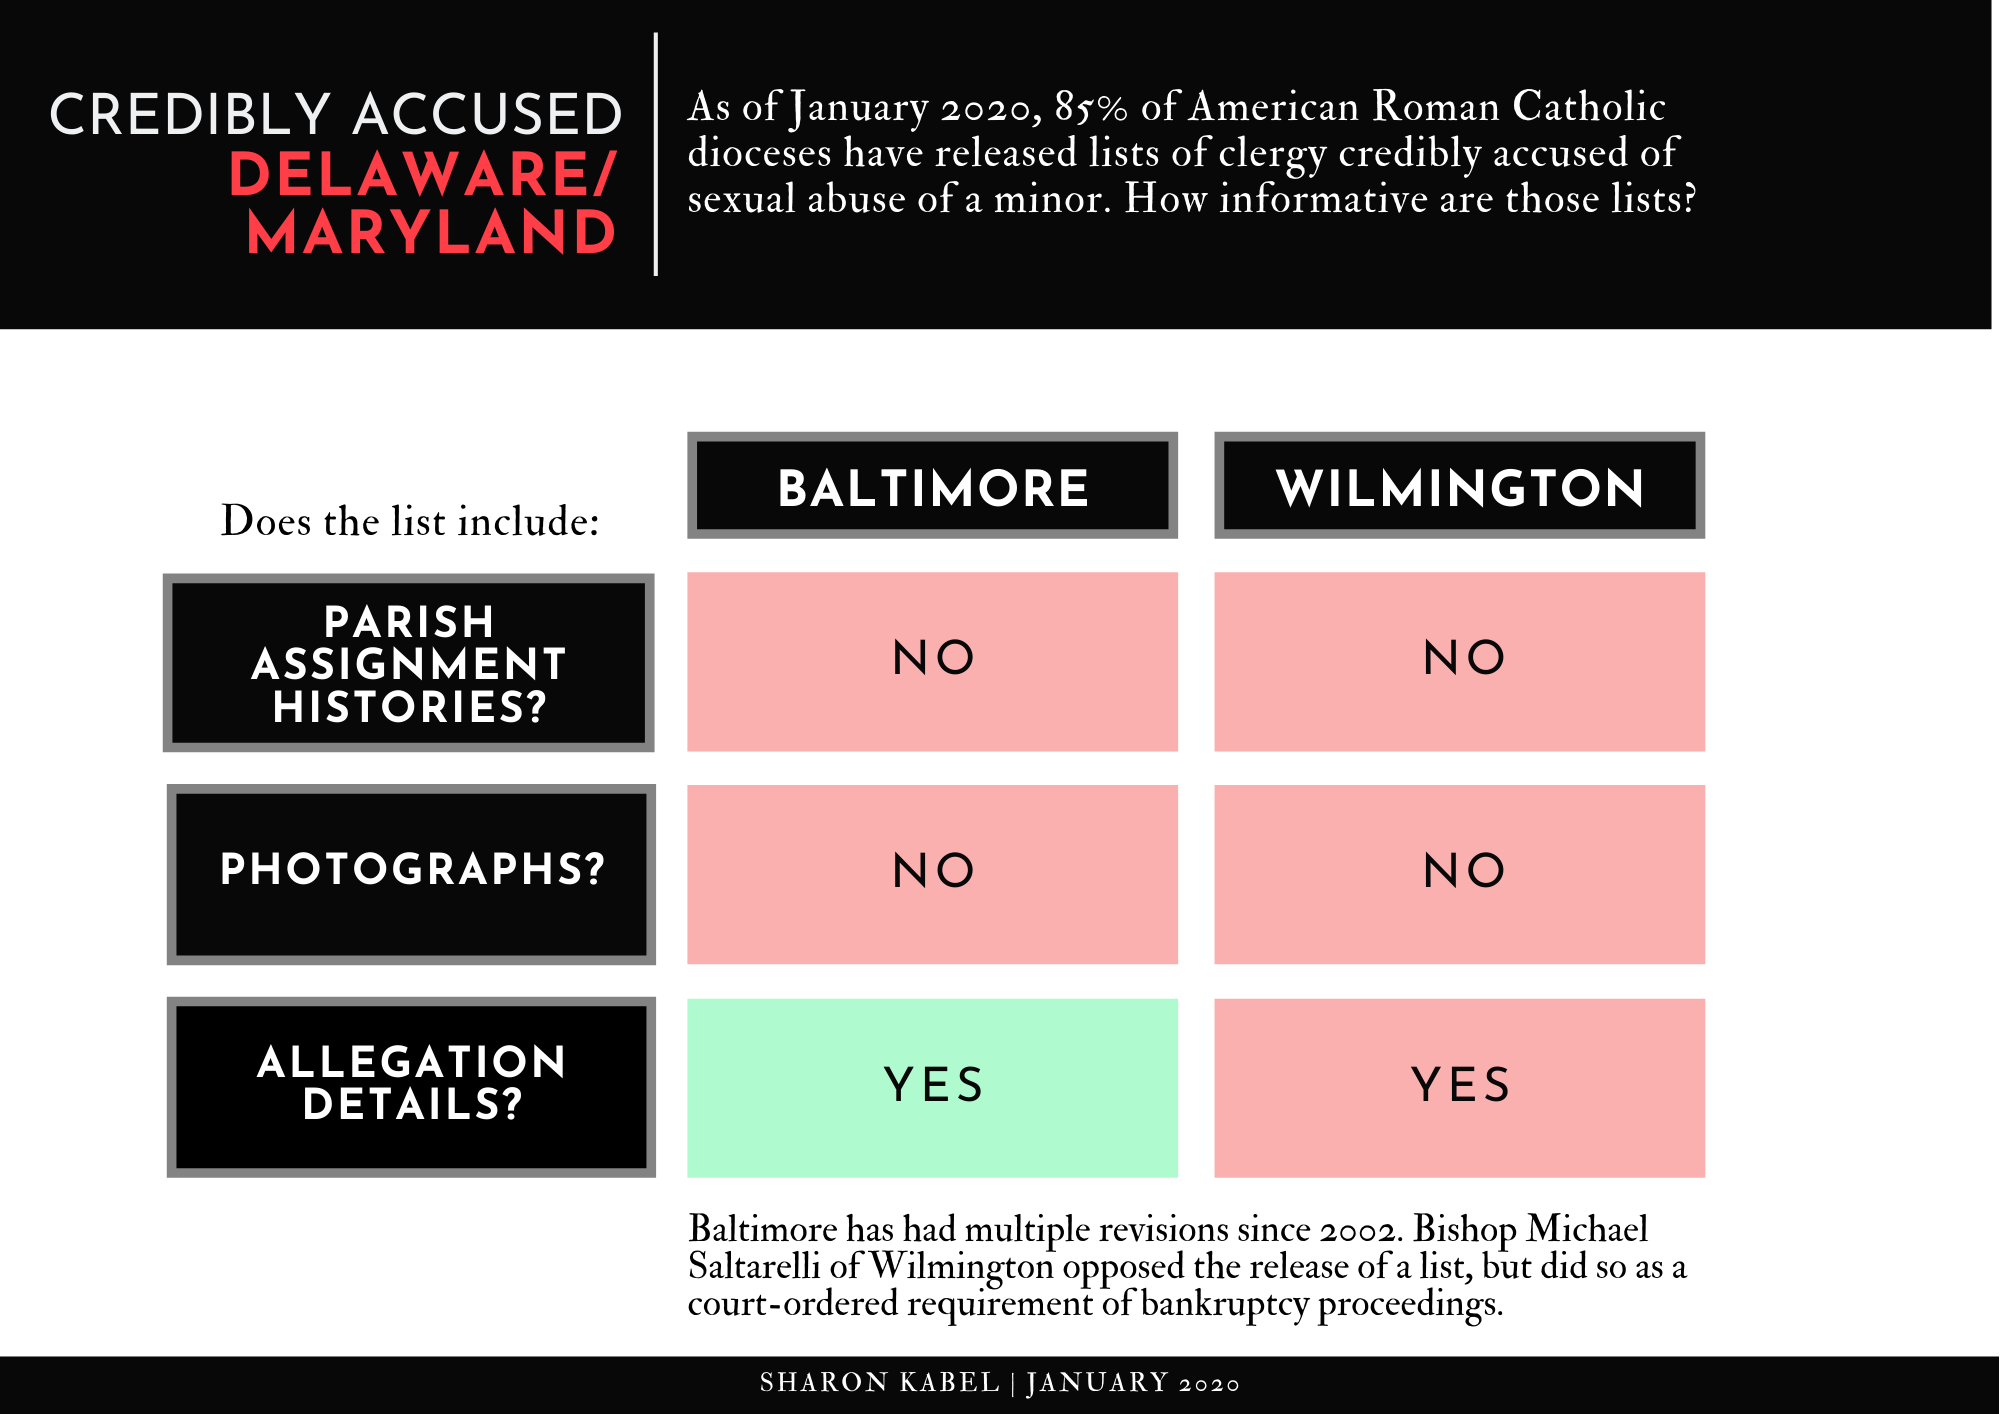 CREDIBLY ACCUSED
DELAWARE/
MARYLAND
As of January 2020, 85% of American Roman Catholic
dioceses have released lists of clergy credibly accused of
sexual abuse of a minor. How informative are those lists?
Does the list include:
BALTIMORE
WILMINGTON
PARISH
ASSIGNMENT
HISTORIES?
NO
NO
PHOTOGRAPHS?
NO
NO
ALLEGATION
DETAILS?
YES
YES
Baltimore has had multiple revisions since 2002. Bishop Michael
Saltarelli of Wilmington opposed the release of a list, but did so as a
court-ordered requirement of bankruptcy proceedings.
SHARON KABEL | JANUARY 2020